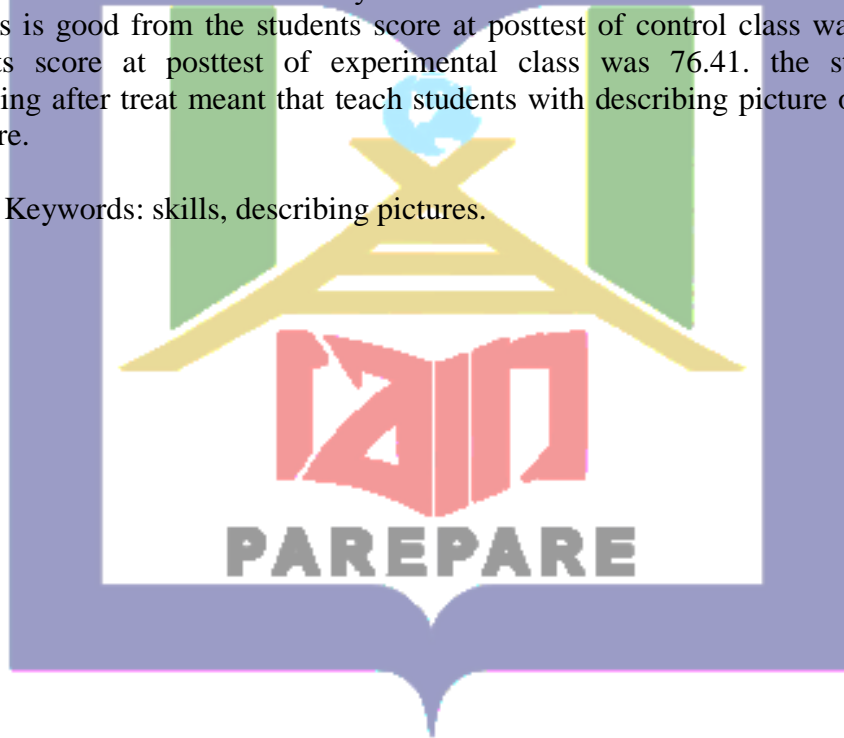 s is good from the students score at posttest of control class wa
ts score at posttest of experimental class was 76.41. the s
ing after treat meant that teach students with describing picture
re.
Keywords: skills, describing pictures.
iain
PAREPARE